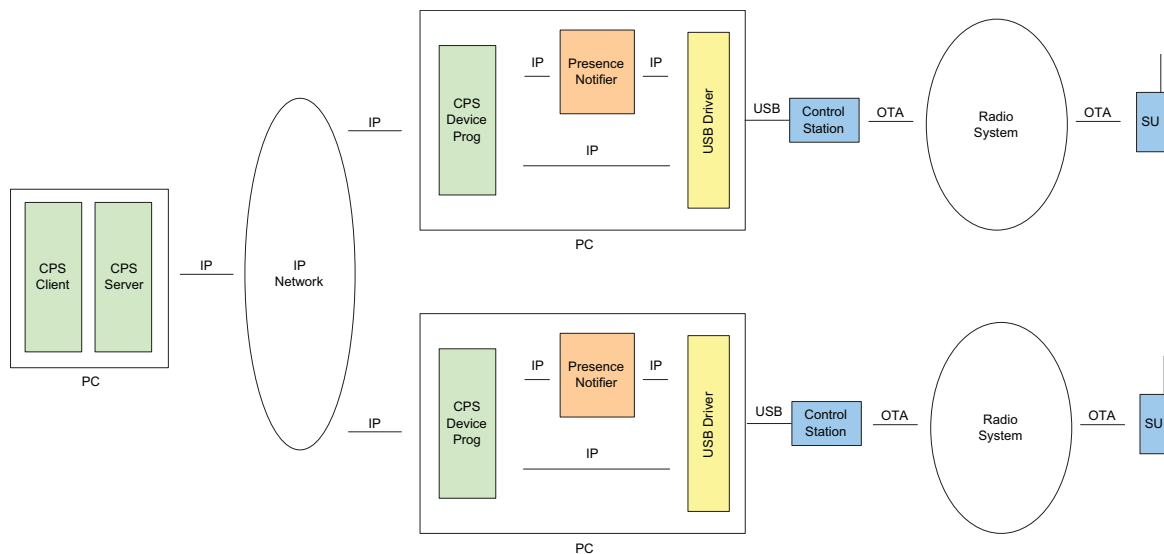 IP
IP
Presence
Notifier
IP
CPS
Device
Prog
IP
USB Driver
PC
USB
Control
Station
OTA
Radio
System
OTA
SU
CPS
Client
CPS
Server
PC
IP
IP
Network
IP
CPS
Device
Prog
IP
Presence
Notifier
IP
IP
USB Driver
PC
USB
Control
Station
OTA
Radio
System
OTA
SU